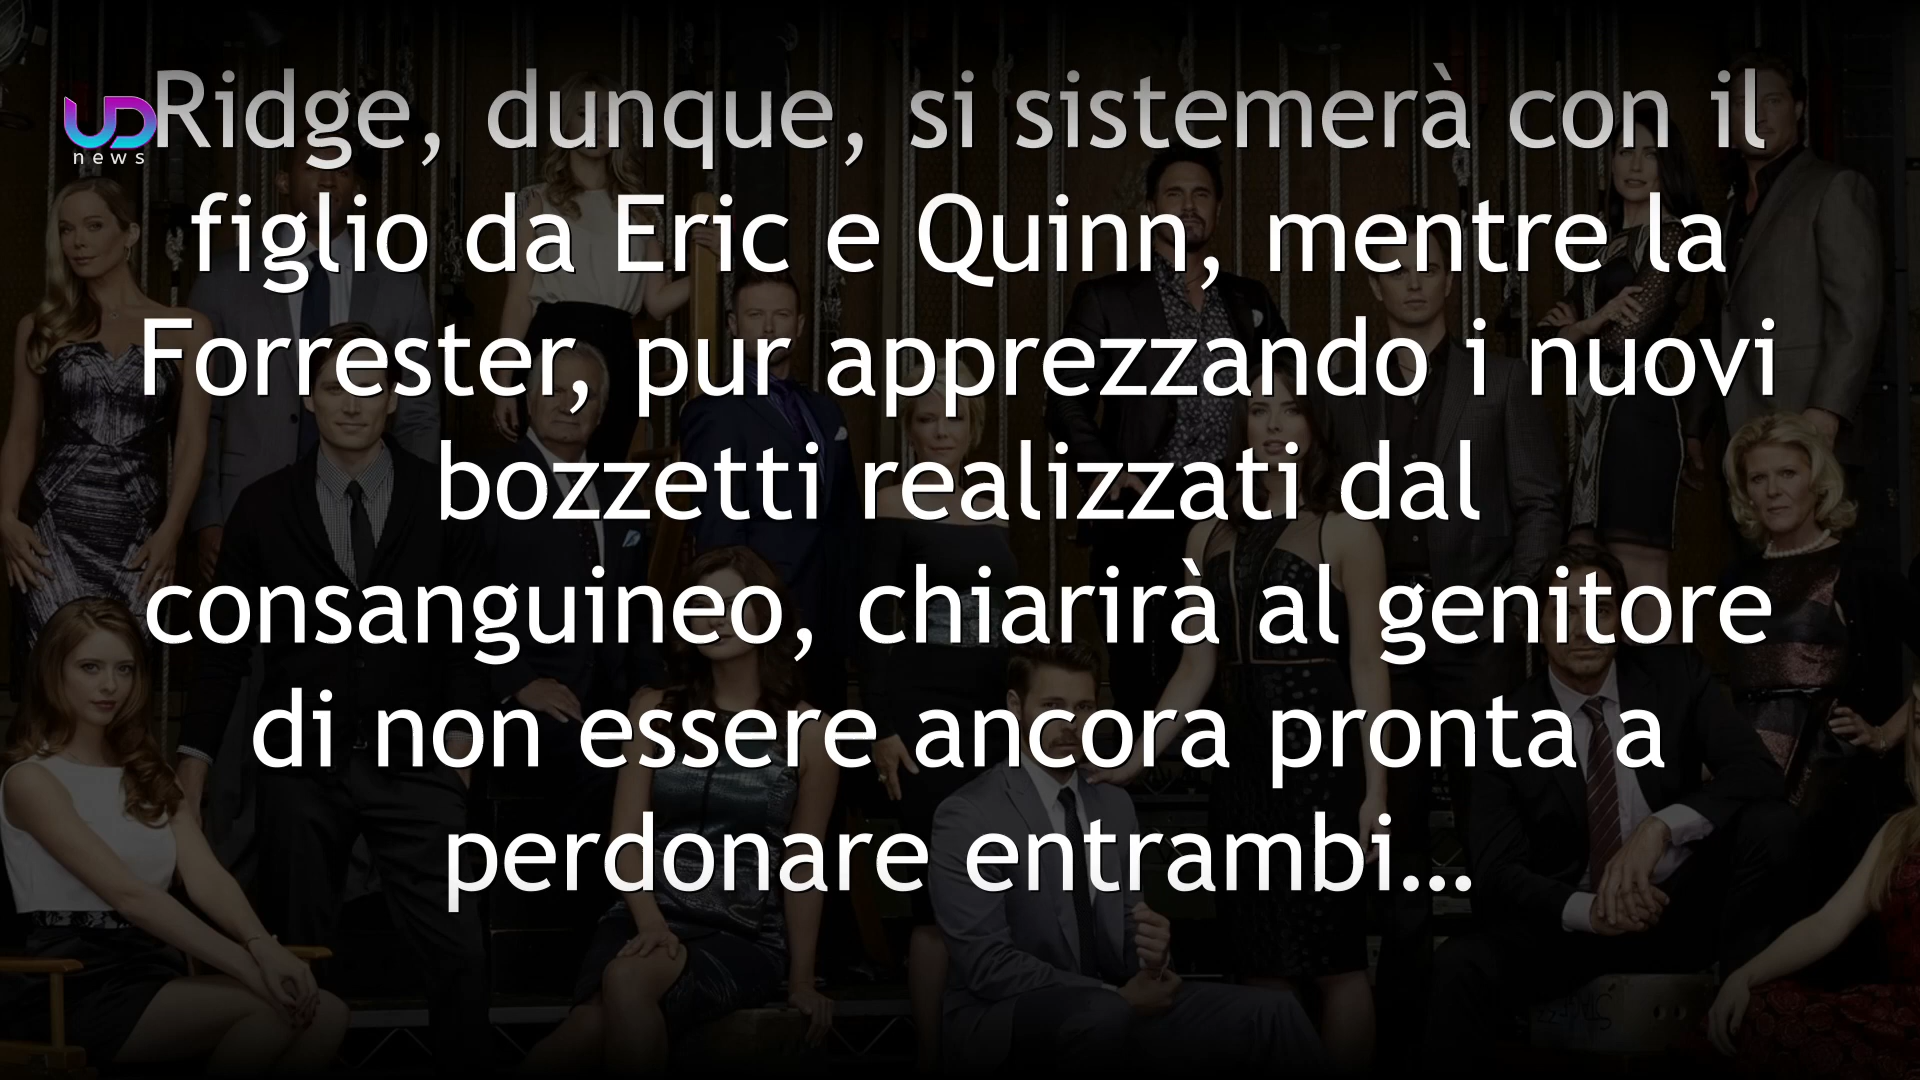 UD
news
Ridge, dunque, si sistemerà con il
figlio da Eric e Quinn, mentre la
Forrester, pur apprezzando i nuovi
bozzetti realizzati dal
consanguineo, chiarirà al genitore
di non essere ancora pronta a
perdonare entrambi...